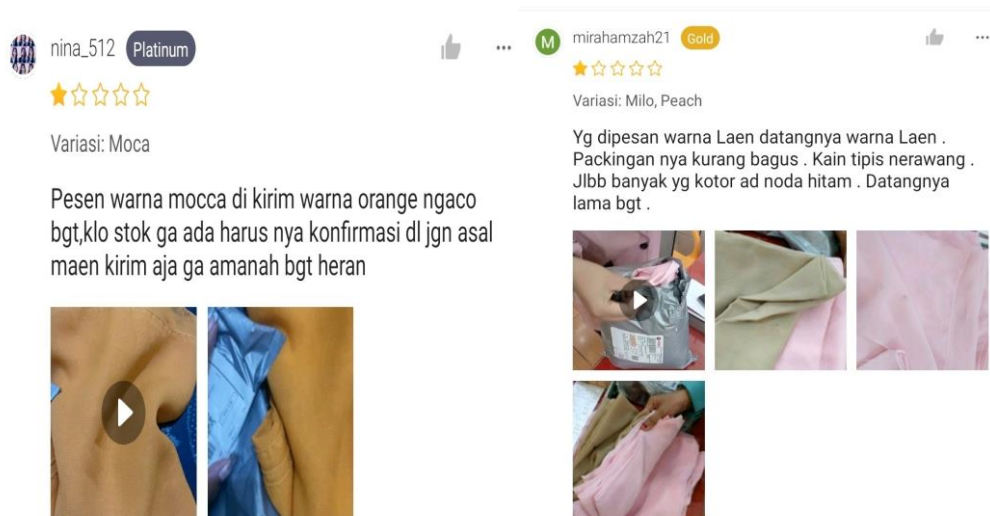 nina_512 Platinum
Variasi: Moca
Pesen warna mocca di kirim warna orange ngaco
bgt,klo stok ga ada harus nya konfirmasi dl jgn asal
maen kirim aja ga amanah bgt heran
M mirahamzah21 Gold
Variasi: Milo, Peach
Yg dipesan warna Laen datangnya warna Laen .
Packingan nya kurang bagus . Kain tipis nerawang .
Jlbb banyak yg kotor ad noda hitam . Datangnya
lama bgt .